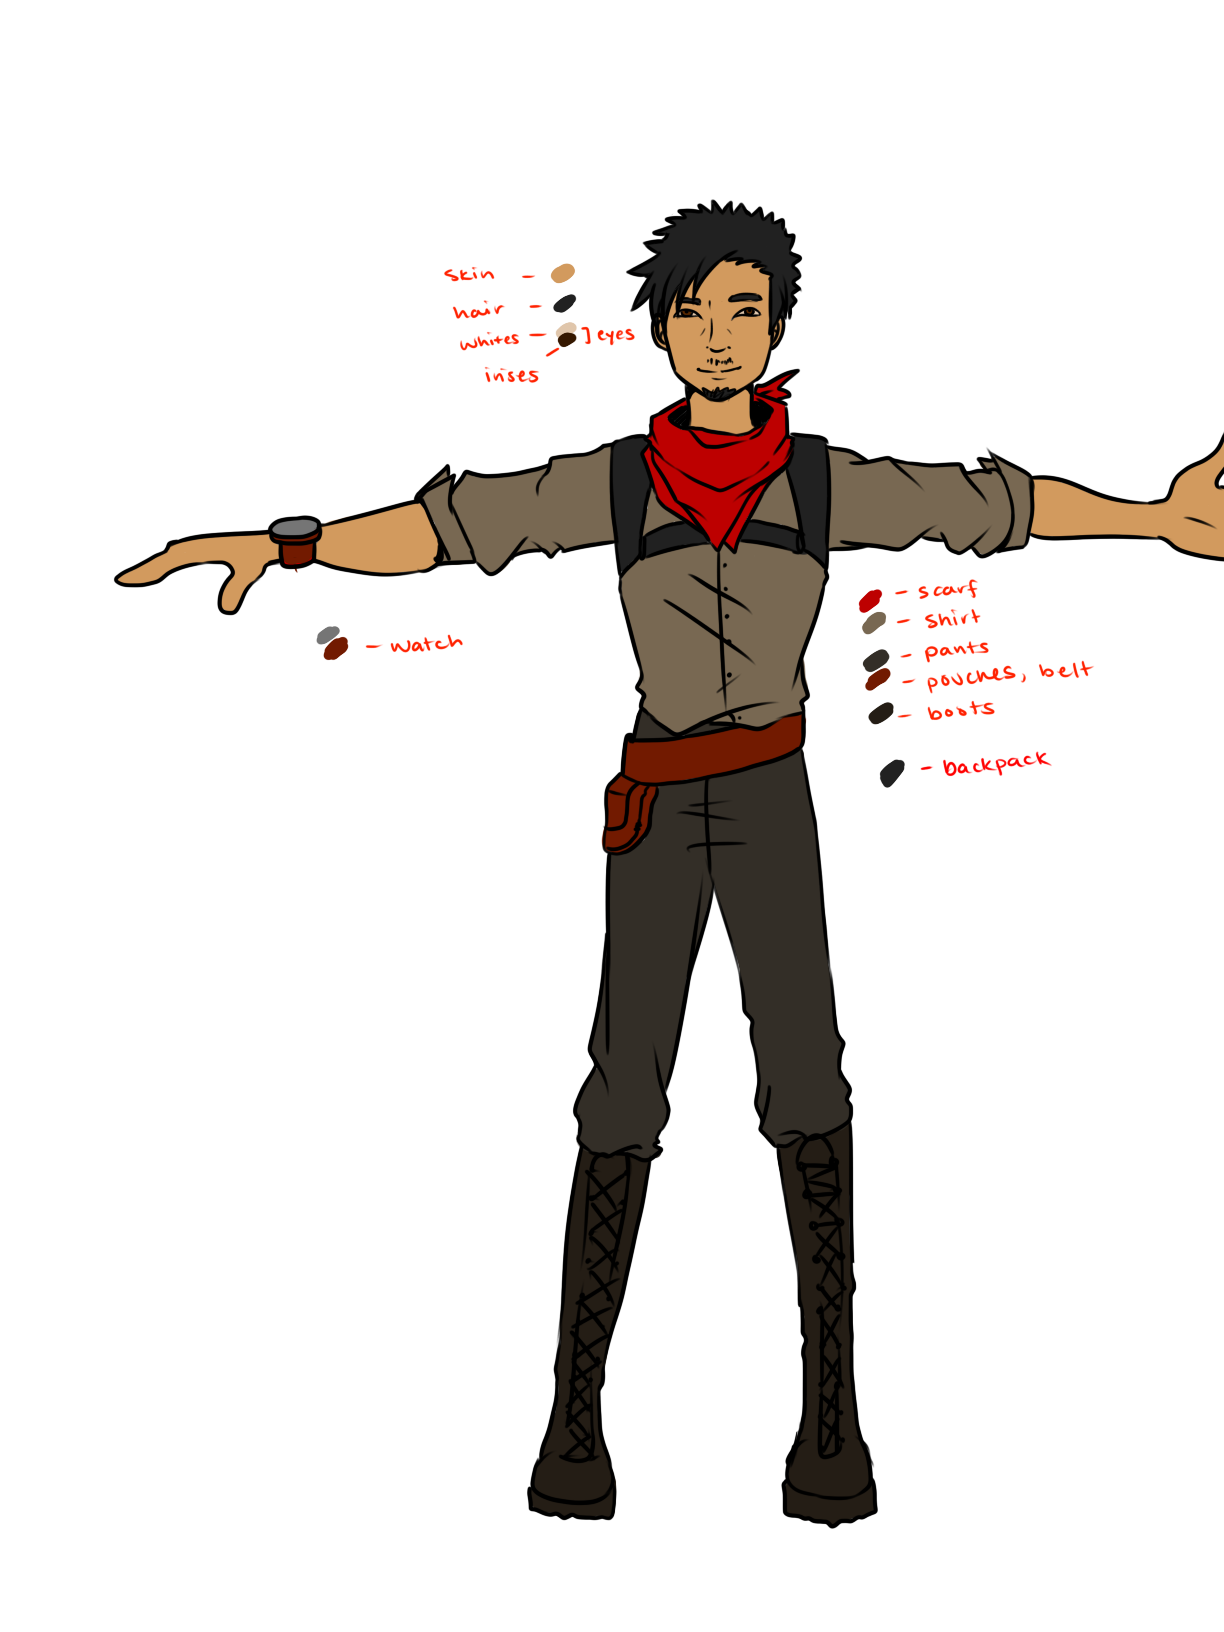 skin -
hair -
whites - ] eyes
irises
- scarf
- shirt
- watch
- pants
- pouches, belt
- boots
- backpack